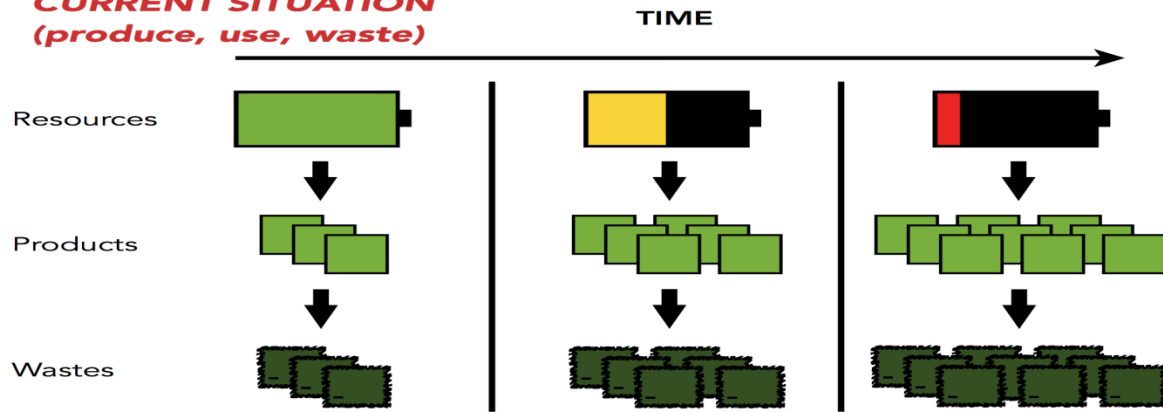 CURRENT SITUATION
(produce, use, waste)
TIME
Resources
Products
Wastes